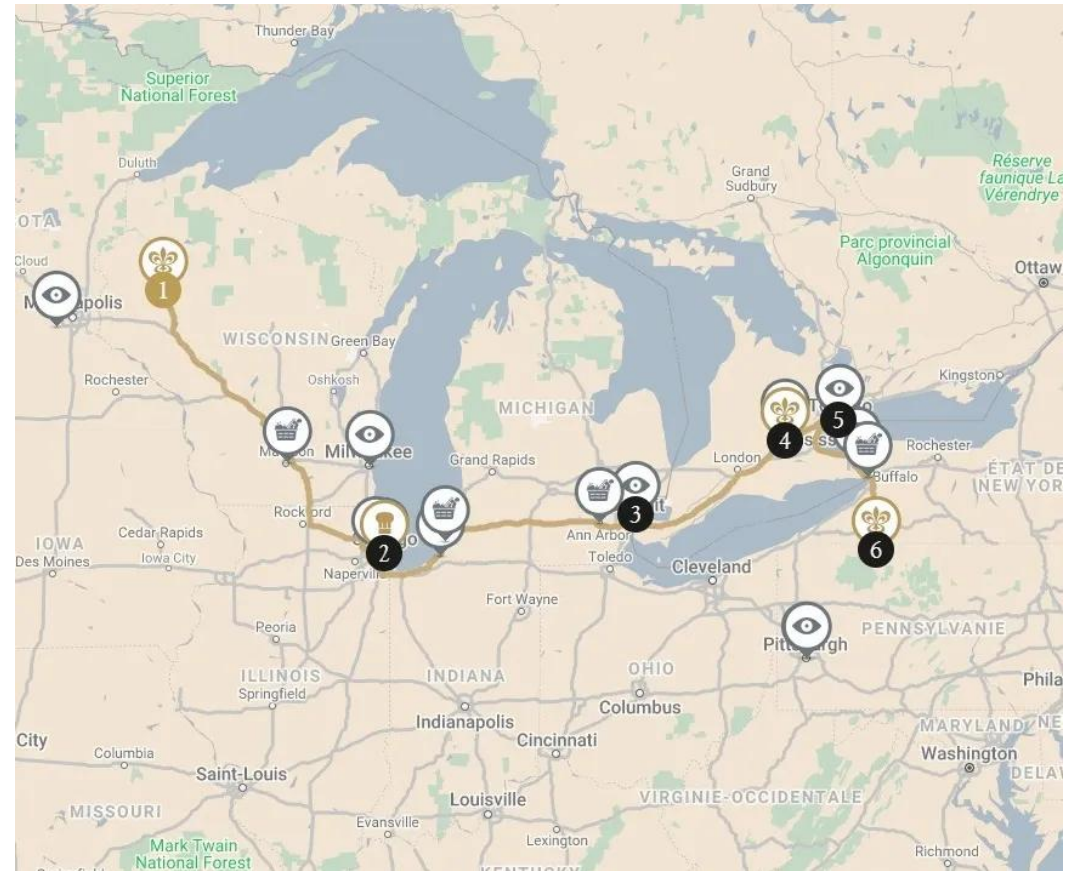 Thunder Bay
Superior
National Forest
Duluth
Grand
Sudbury
Réserve
faunique La
Vérendrye
OTA
Parc provincial
Algonquin
Cloud
Ottaw
1
apolis
WISCONSIN
Green Bay
Rochester
Oshkosh
Kingston
MICHIGAN
4
5
London
Grand Rapids
Rochester
Buffalo
ÉTAT DE
NEW YOR
Rockford
3
Ann Arbor
Cedar Rapids
IOWA
Iowa City
Des Moines
2
6
Toledo
Cleveland
Fort Wayne
Peoria
PENNSYLVANIE
ILLINOIS
Springfield
INDIANA
OHIO
Columbus
Phila
Indianapolis
Cincinnati
MARYLAND
NE
City
Columbia
Washington
DELAW
Saint-Louis
MISSOURI
Louisville
VIRGINIE-OCCIDENTALE
Evansville
Lexington
Mark Twain
National Forest
Richmond